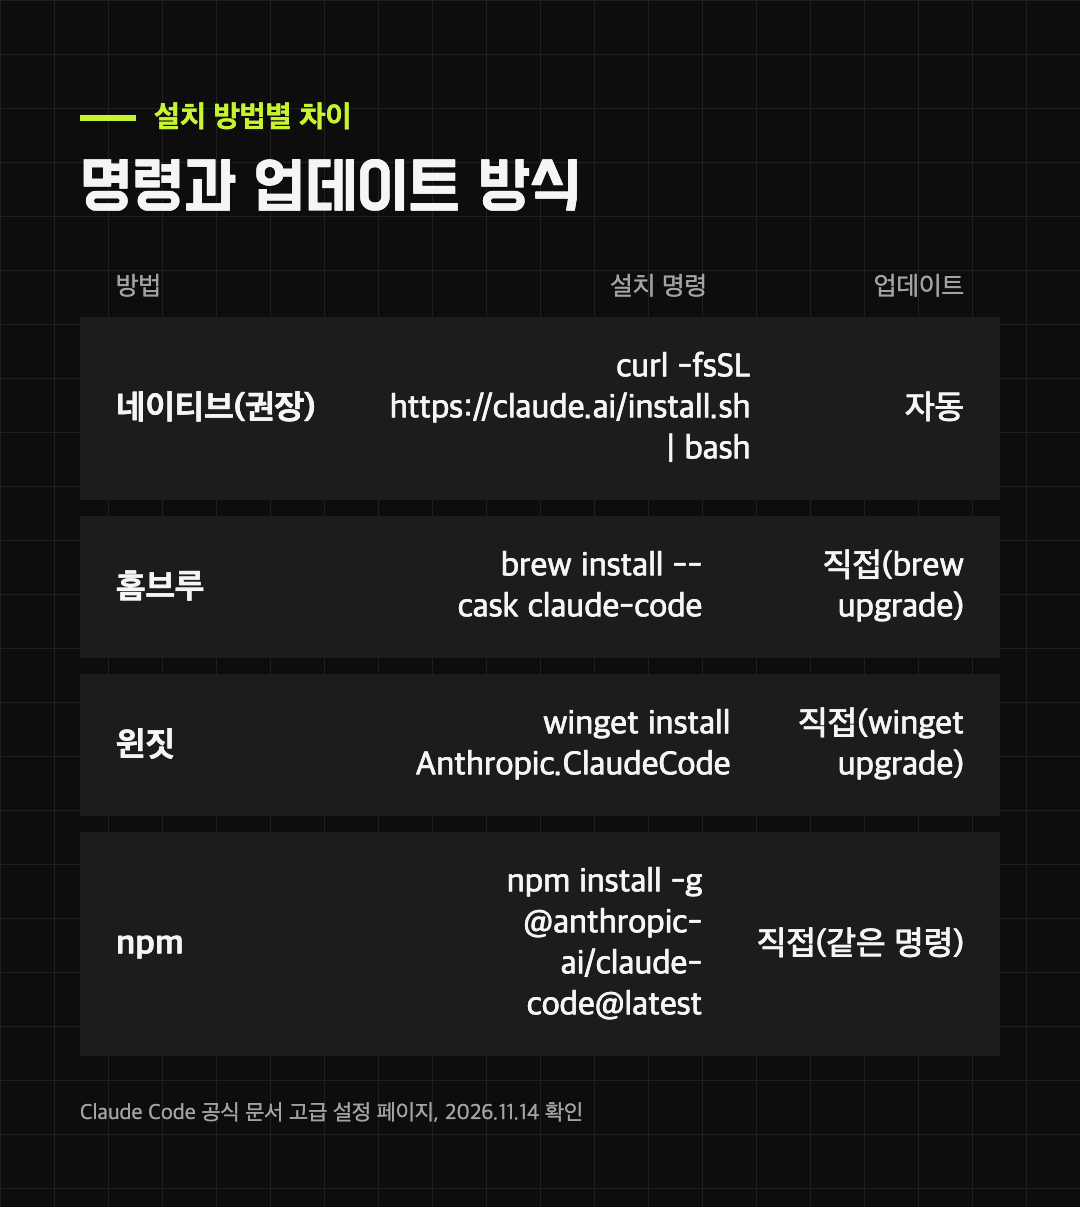 설치 방법별 차이
명령과 업데이트 방식
방법 설치 명령 업데이트
네이티브(권장)
curl -fsSL
https://claude.ai/install.sh
| bash
자동
홈브루
brew install --
cask claude-code
직접(brew
upgrade)
윈짓
winget install
Anthropic.ClaudeCode
직접(winget
upgrade)
npm
npm install -g
@anthropic-
ai/claude-
code@latest
직접(같은 명령)
Claude Code 공식 문서 고급 설정 페이지, 2026.11.14 확인